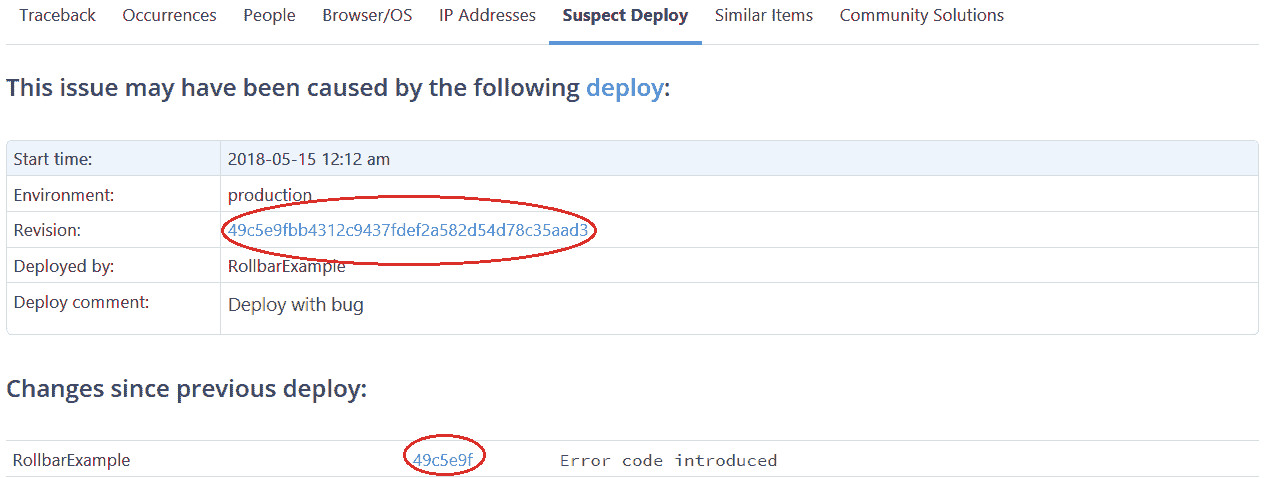 Traceback Occurrences People Browser/OS IP Addresses Suspect Deploy Similar Items Community Solutions
This issue may have been caused by the following deploy:
Start time: 2018-05-15 12:12 am
Environment: production
Revision: 49c5e9fbb4312c9437fdef2a582d54d78c35aad3
Deployed by: RollbarExample
Deploy comment: Deploy with bug
Changes since previous deploy:
RollbarExample 49c5e9f Error code introduced